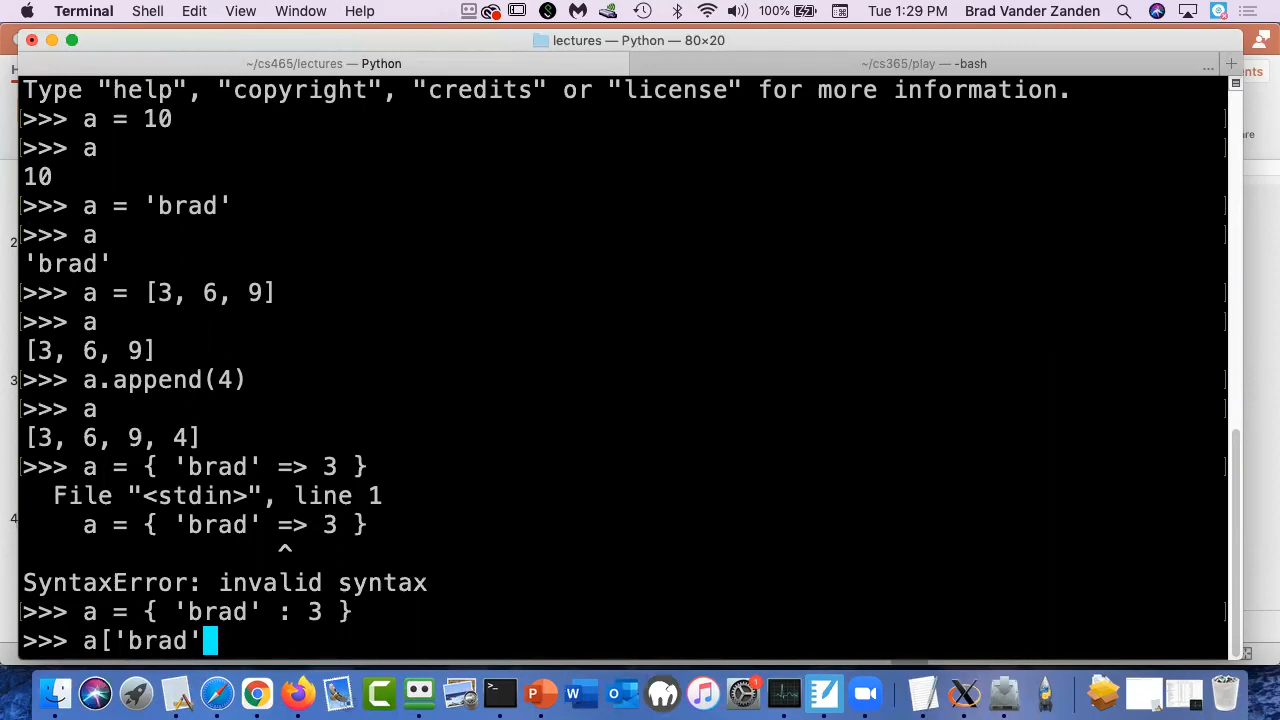 Terminal Shell Edit View Window Help 100% Tue 1:29 PM Brad Vander Zanden
lectures — Python — 80×20
~/cs465/lectures — Python ~/cs365/play — -bash
Type "help", "copyright", "credits" or "license" for more information.
>>> a = 10
>>> a
10
>>> a = 'brad'
>>> a
'brad'
>>> a = [3, 6, 9]
>>> a
[3, 6, 9]
>>> a.append(4)
>>> a
[3, 6, 9, 4]
>>> a = { 'brad' => 3 }
File "<stdin>", line 1
a = { 'brad' => 3 }
^
SyntaxError: invalid syntax
>>> a = { 'brad' : 3 }
>>> a['brad'
2
3
4